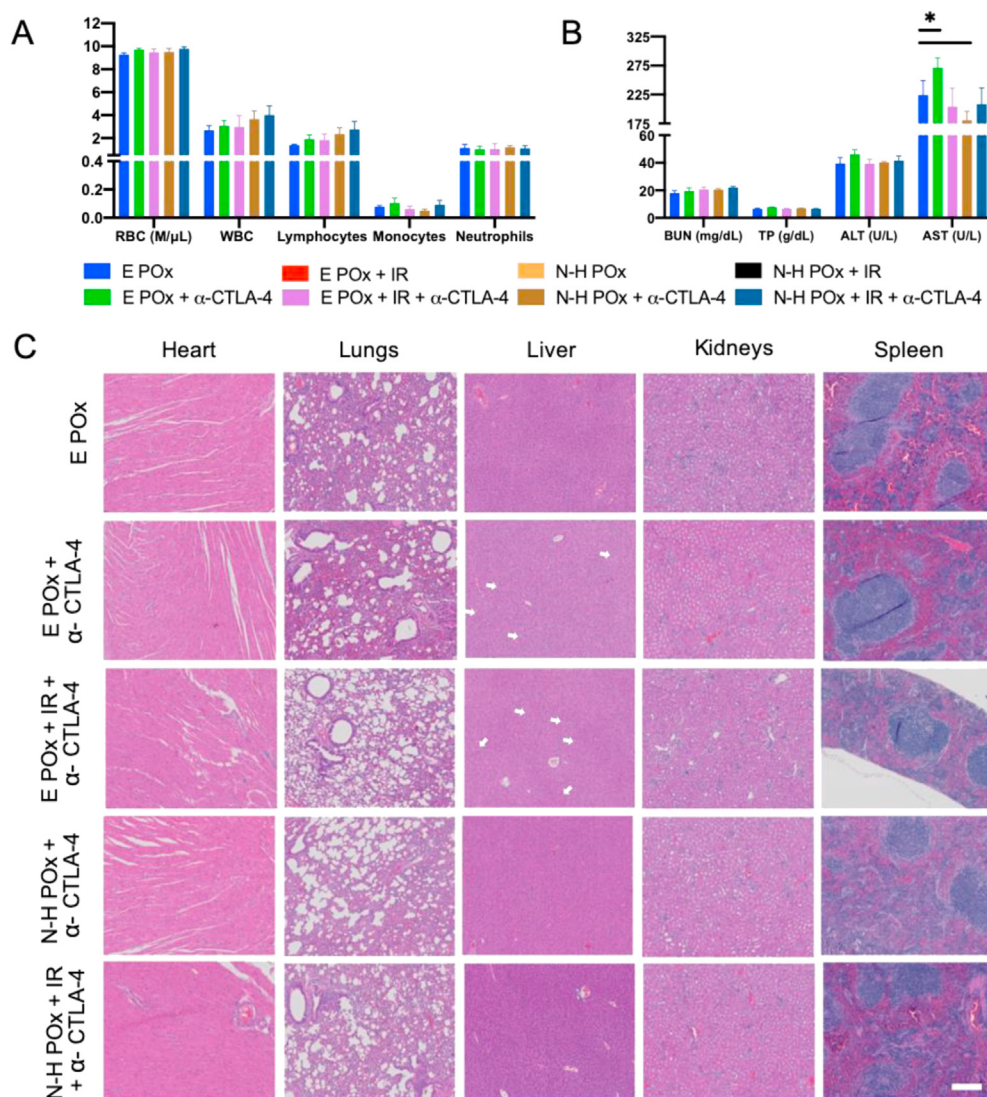 A
12
10
8
6
4
2
0.4
0.2
0.0
RBC (M/µL) WBC Lymphocytes Monocytes Neutrophils
B
*
325
275
225
175
60
40
20
0
BUN (mg/dL) TP (g/dL) ALT (U/L) AST (U/L)
E POx E POx + IR N-H POx N-H POx + IR
E POx + α-CTLA-4 E POx + IR + α-CTLA-4 N-H POx + α-CTLA-4 N-H POx + IR + α-CTLA-4
C
Heart Lungs Liver Kidneys Spleen
E POx
E POx +
α- CTLA-4
E POx + IR +
α- CTLA-4
N-H POx +
α- CTLA-4
N-H POx + IR
+ α- CTLA-4